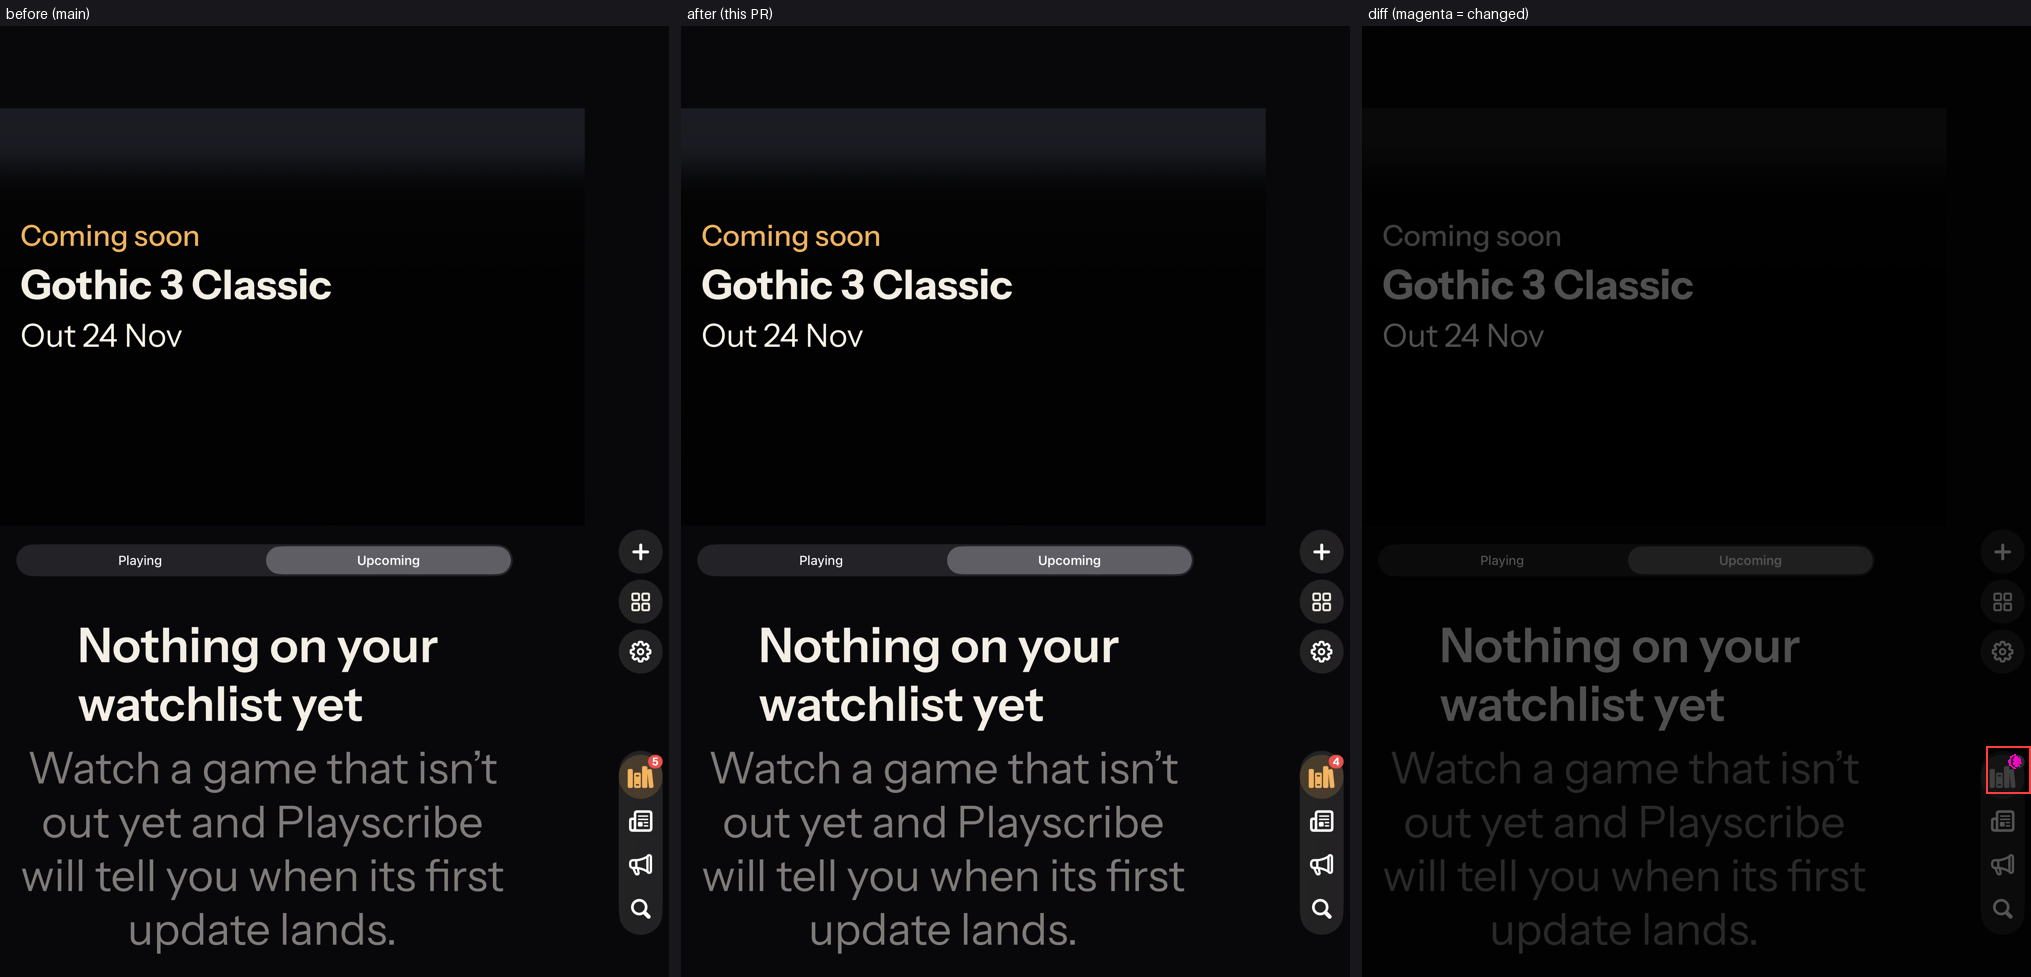 before (main)
Coming soon
Gothic 3 Classic
Out 24 Nov
Playing
Upcoming
Nothing on your
watchlist yet
Watch a game that isn’t
out yet and Playscribe
will tell you when its first
update lands.
5
after (this PR)
Coming soon
Gothic 3 Classic
Out 24 Nov
Playing
Upcoming
Nothing on your
watchlist yet
Watch a game that isn’t
out yet and Playscribe
will tell you when its first
update lands.
4
diff (magenta = changed)
Coming soon
Gothic 3 Classic
Out 24 Nov
Playing
Upcoming
Nothing on your
watchlist yet
Watch a game that isn’t
out yet and Playscribe
will tell you when its first
update lands.